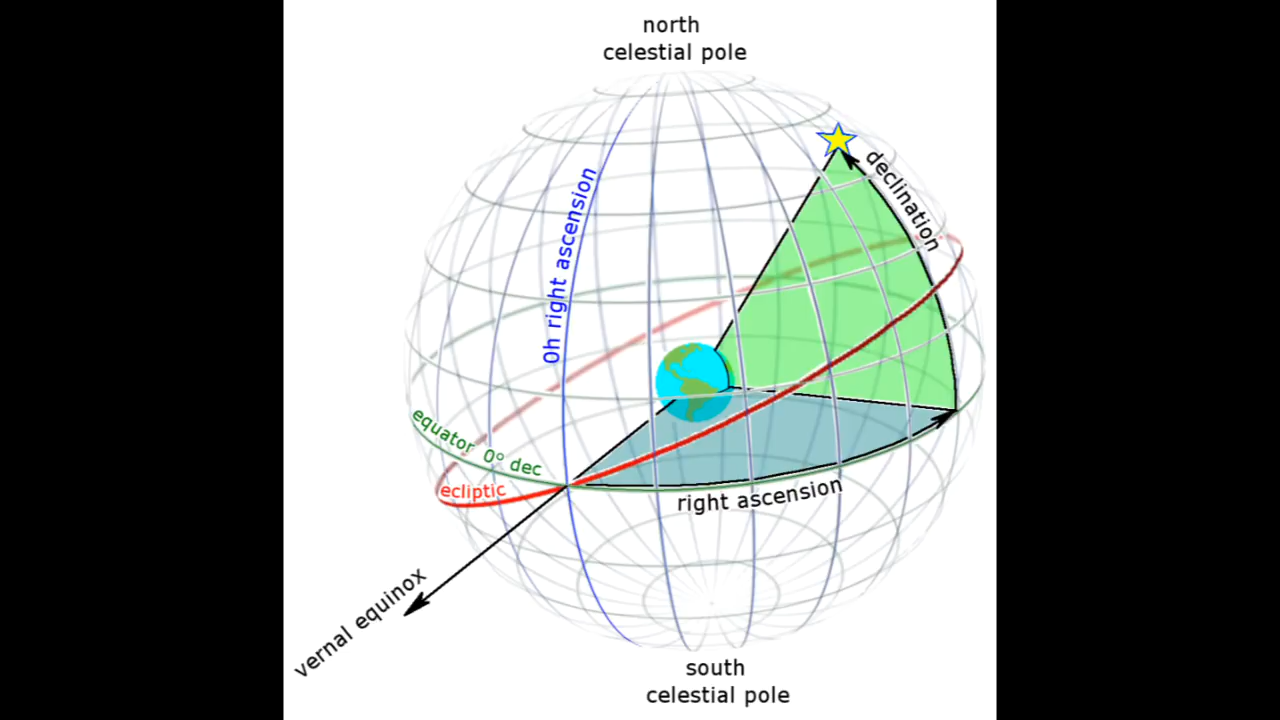 north
celestial pole
declination
0h right ascension
equator 0° dec
ecliptic
right ascension
vernal equinox
south
celestial pole